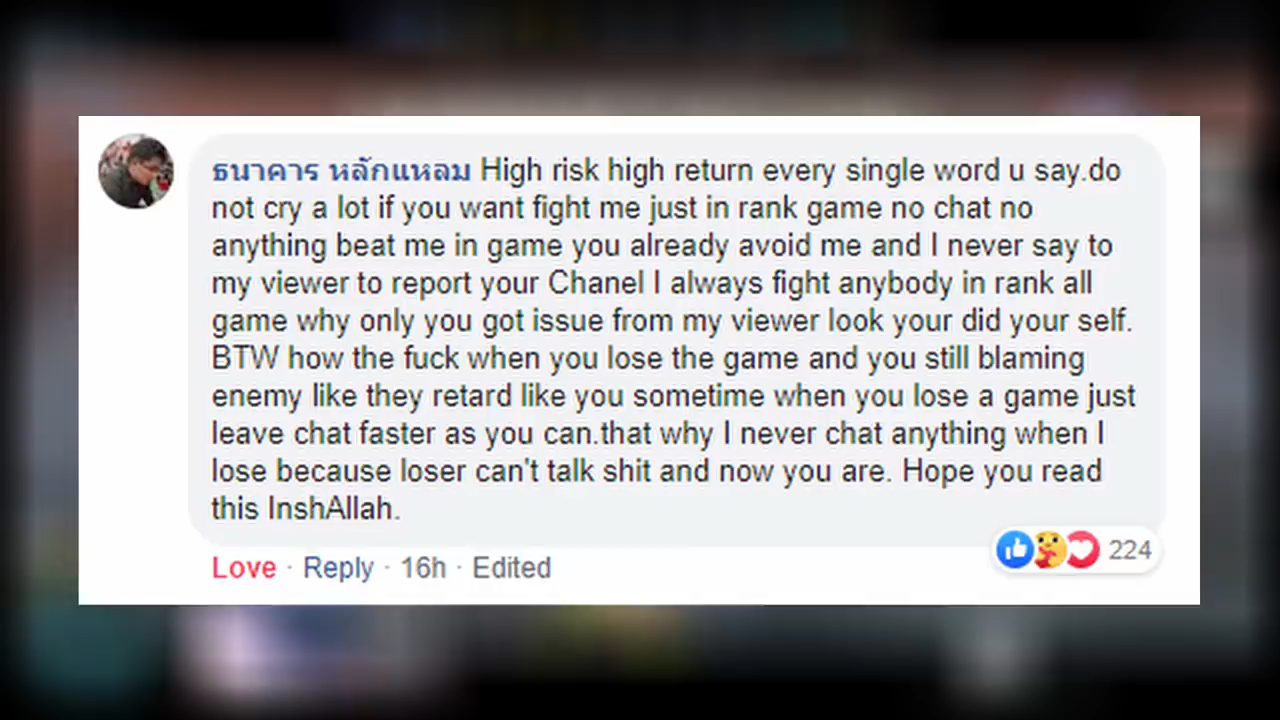 ธนาคาร หลักแหลม High risk high return every single word u say.do
not cry a lot if you want fight me just in rank game no chat no
anything beat me in game you already avoid me and I never say to
my viewer to report your Chanel I always fight anybody in rank all
game why only you got issue from my viewer look your did your self.
BTW how the fuck when you lose the game and you still blaming
enemy like they retard like you sometime when you lose a game just
leave chat faster as you can.that why I never chat anything when I
lose because loser can't talk shit and now you are. Hope you read
this InshAllah.
224
Love · Reply · 16h · Edited